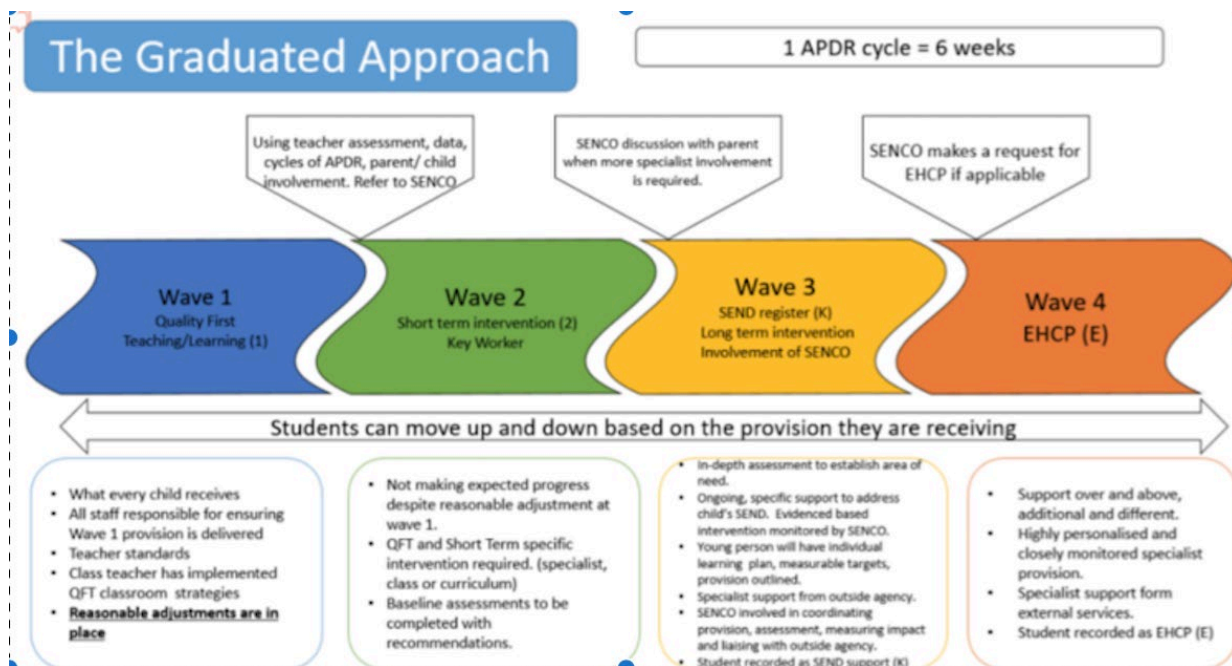 The Graduated Approach
1 APDR cycle = 6 weeks
Using teacher assessment, data,
cycles of APDR, parent/ child
involvement. Refer to SENCO
SENCO discussion with parent
when more specialist involvement
is required.
SENCO makes a request for
EHCP if applicable
Wave 1
Quality First
Teaching/Learning (1)
Wave 2
Short term intervention (2)
Key Worker
Wave 3
SEND register (K)
Long term intervention
Involvement of SENCO
Wave 4
EHCP (E)
Students can move up and down based on the provision they are receiving
• What every child receives
• All staff responsible for ensuring
Wave 1 provision is delivered
• Teacher standards
• Class teacher has implemented
QFT classroom strategies
• Reasonable adjustments are in
place
• Not making expected progress
despite reasonable adjustment at
wave 1.
• QFT and Short Term specific
intervention required. (specialist,
class or curriculum)
• Baseline assessments to be
completed with
recommendations.
• In-depth assessment to establish area of
need.
• Ongoing, specific support to address
child's SEND. Evidenced based
intervention monitored by SENCO.
• Young person will have individual
learning plan, measurable targets,
provision outlined.
• Specialist support from outside agency.
• SENCO involved in coordinating
provision, assessment, measuring impact
and liaising with outside agency.
• Student recorded as SEND support (K)
• Support over and above,
additional and different.
• Highly personalised and
closely monitored specialist
provision.
• Specialist support form
external services.
• Student recorded as EHCP (E)